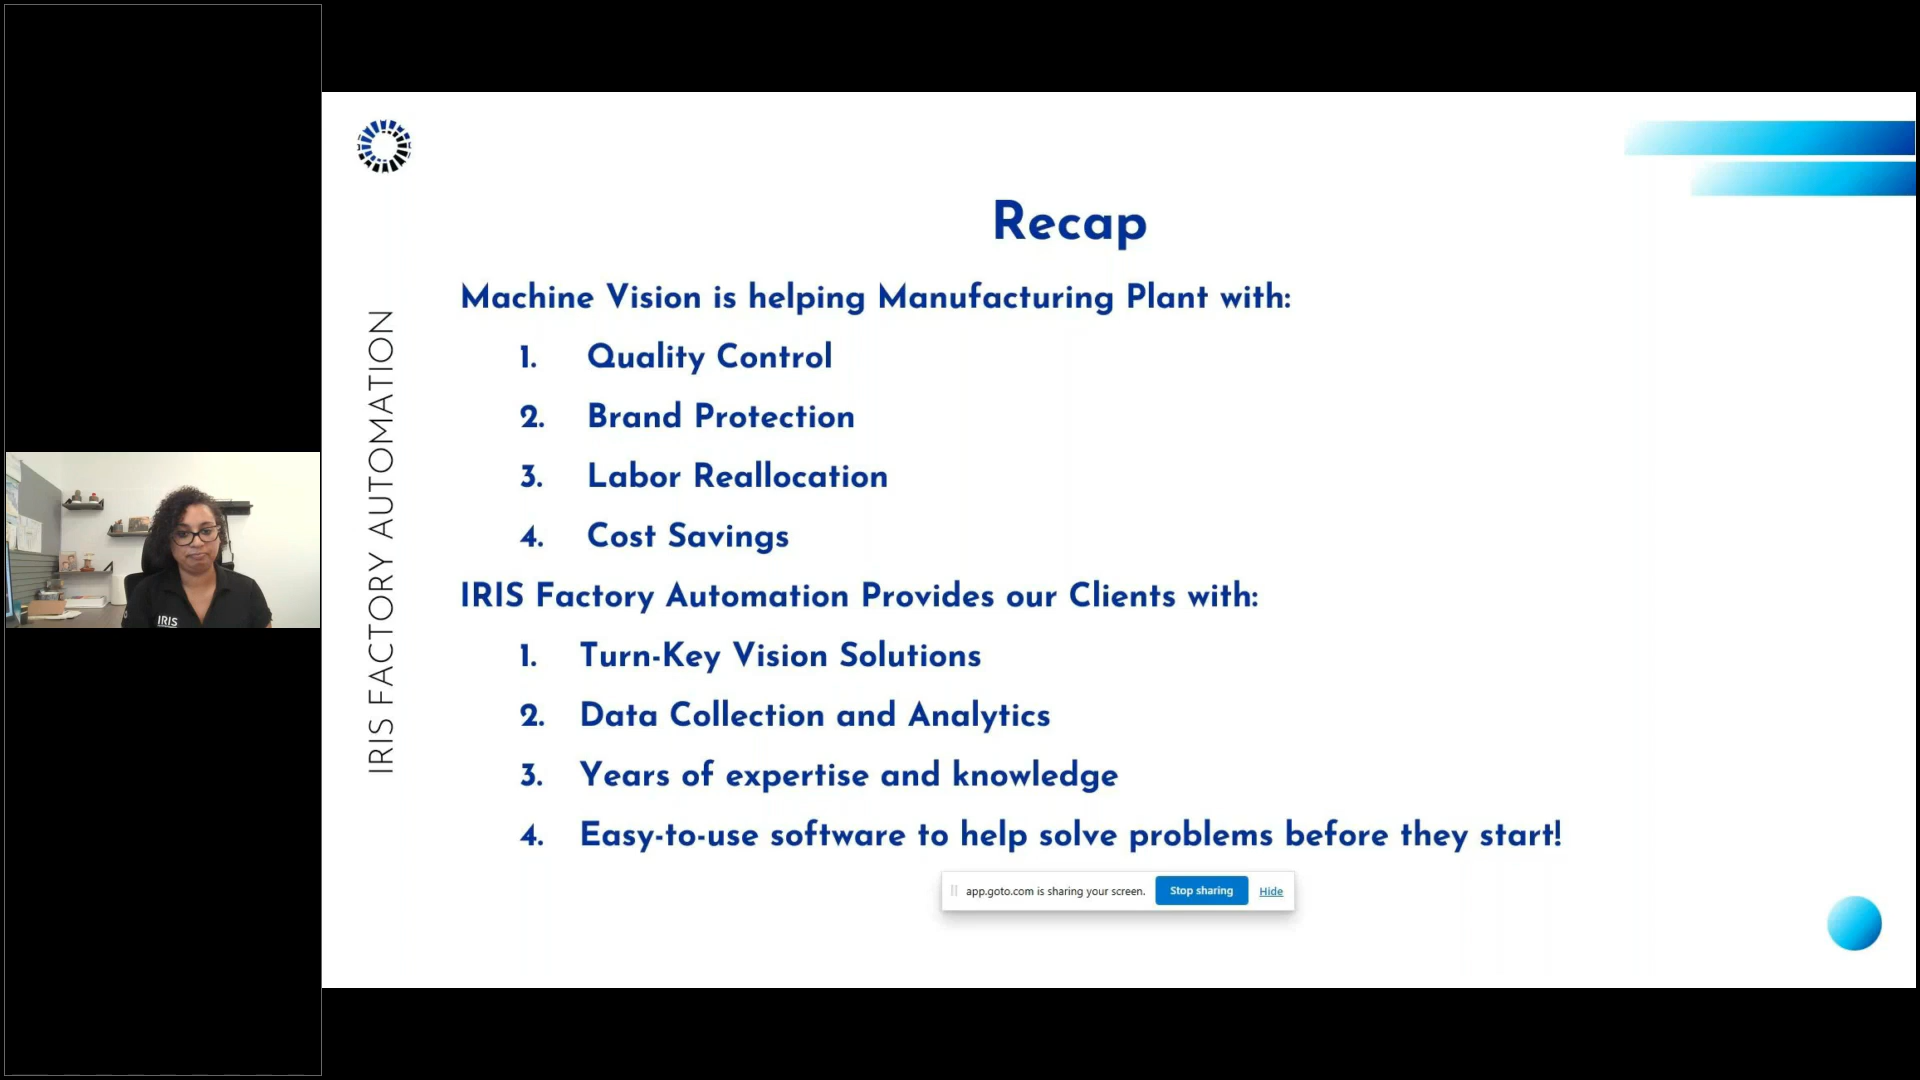 Recap
Machine Vision is helping Manufacturing Plant with:
1. Quality Control
2. Brand Protection
3. Labor Reallocation
4. Cost Savings
IRIS Factory Automation Provides our Clients with:
1. Turn-Key Vision Solutions
2. Data Collection and Analytics
3. Years of expertise and knowledge
4. Easy-to-use software to help solve problems before they start!
app.goto.com is sharing your screen. Stop sharing Hide
IRIS FACTORY AUTOMATION
IRIS